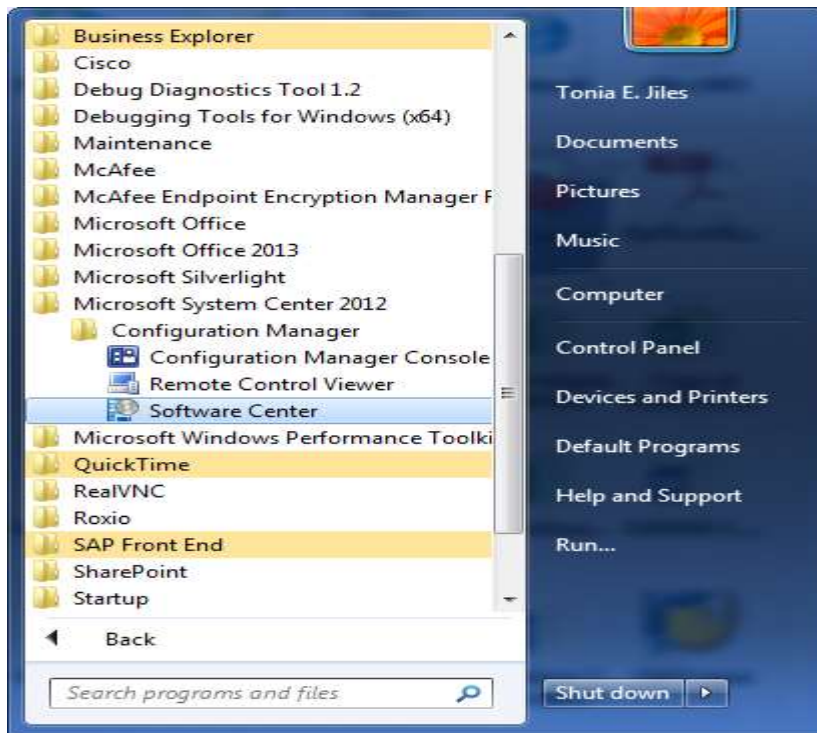 Business Explorer
Cisco
Debug Diagnostics Tool 1.2
Debugging Tools for Windows (x64)
Maintenance
McAfee
McAfee Endpoint Encryption Manager F
Microsoft Office
Microsoft Office 2013
Microsoft Silverlight
Microsoft System Center 2012
Configuration Manager
Configuration Manager Console
Remote Control Viewer
Software Center
Microsoft Windows Performance Toolki
QuickTime
RealVNC
Roxio
SAP Front End
SharePoint
Startup
Back
Search programs and files
Tonia E. Jiles
Documents
Pictures
Music
Computer
Control Panel
Devices and Printers
Default Programs
Help and Support
Run...
Shut down